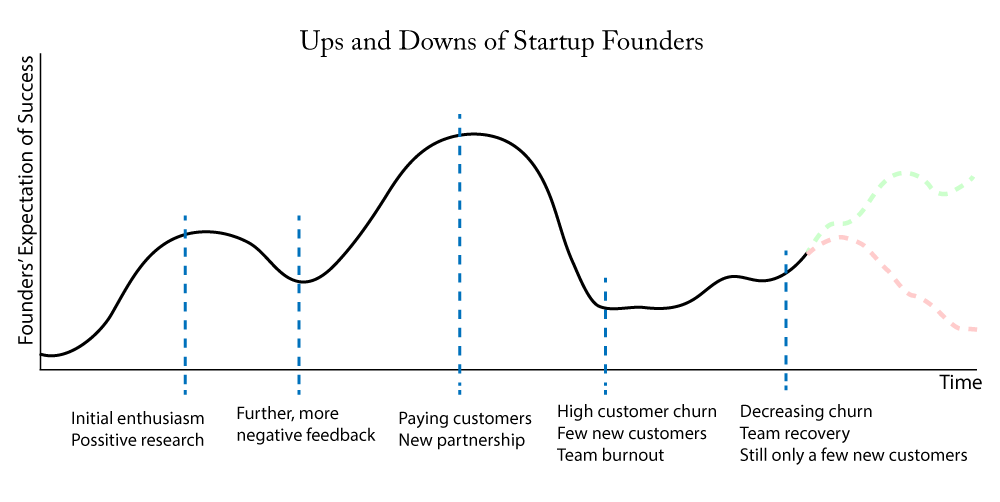 Ups and Downs of Startup Founders
Founders' Expectation of Success
Time
Initial enthusiasm
Possitive research
Further, more
negative feedback
Paying customers
New partnership
High customer churn
Few new customers
Team burnout
Decreasing churn
Team recovery
Still only a few new customers